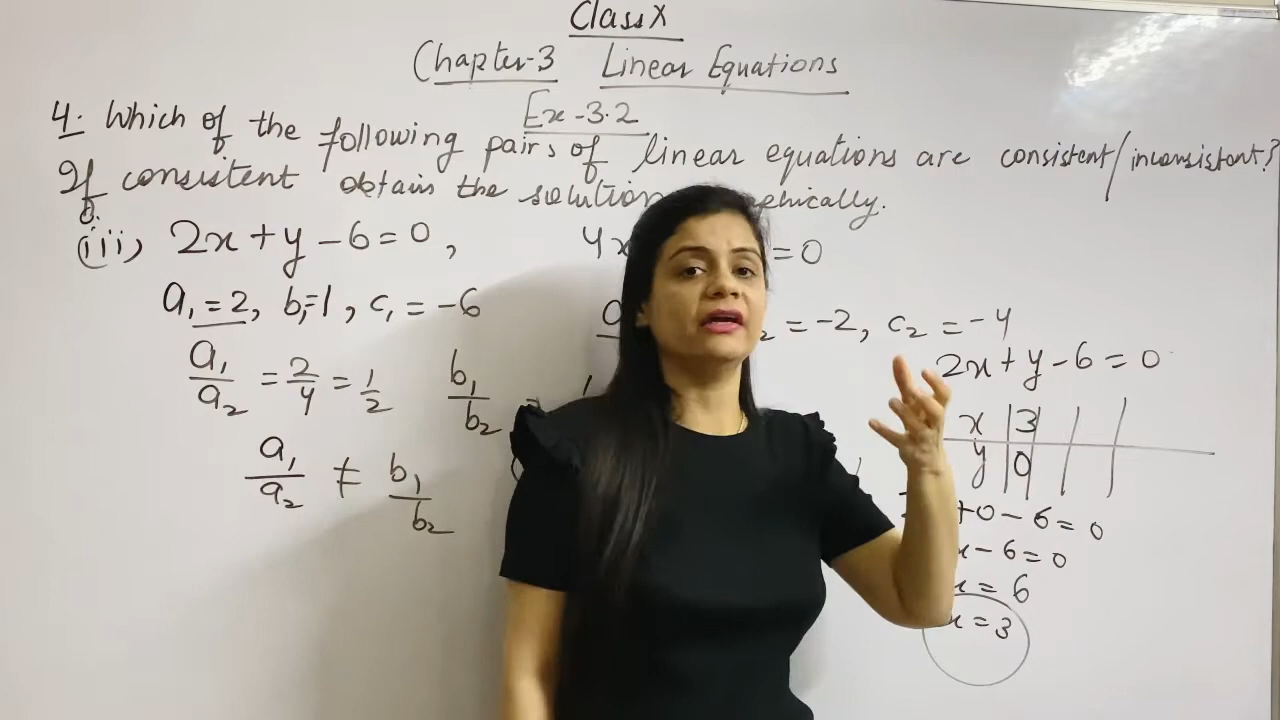 Class X
Chapter-3 Linear Equations
Ex-3.2
4. Which of the following pairs of linear equations are consistent/inconsistent?
If consistent obtain the solution graphically.
(iii) 2x+y-6=0, 4x =0
a₁=2, b₁=1, c₁=-6 a₂ =-2, c₂=-4
a₁/a₂ = 2/4 = 1/2 b₁/b₂ =
a₁/a₂ ≠ b₁/b₂
2x+y-6=0
x 3
y 0
+0-6=0
x-6=0
x=6
x=3